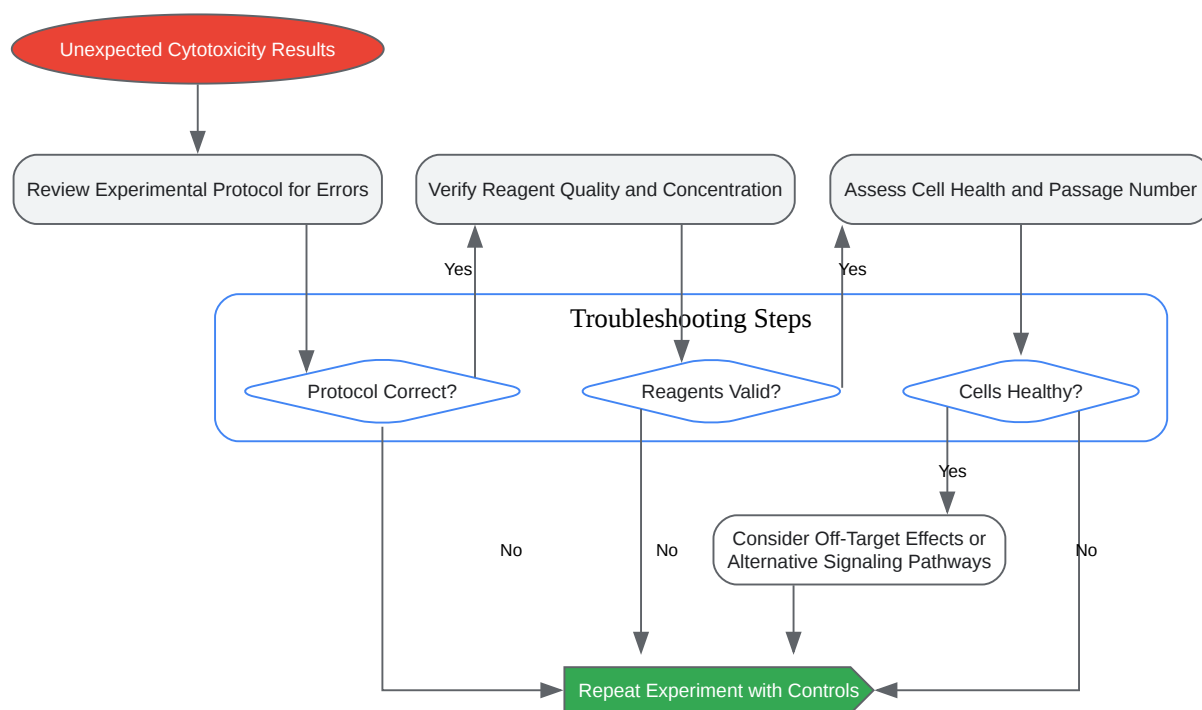 Unexpected Cytotoxicity Results
Review Experimental Protocol for Errors
Verify Reagent Quality and Concentration
Assess Cell Health and Passage Number
Yes
Yes
Troubleshooting Steps
Protocol Correct?
Reagents Valid?
Cells Healthy?
Yes
No
No
Consider Off-Target Effects or
Alternative Signaling Pathways
No
Repeat Experiment with Controls